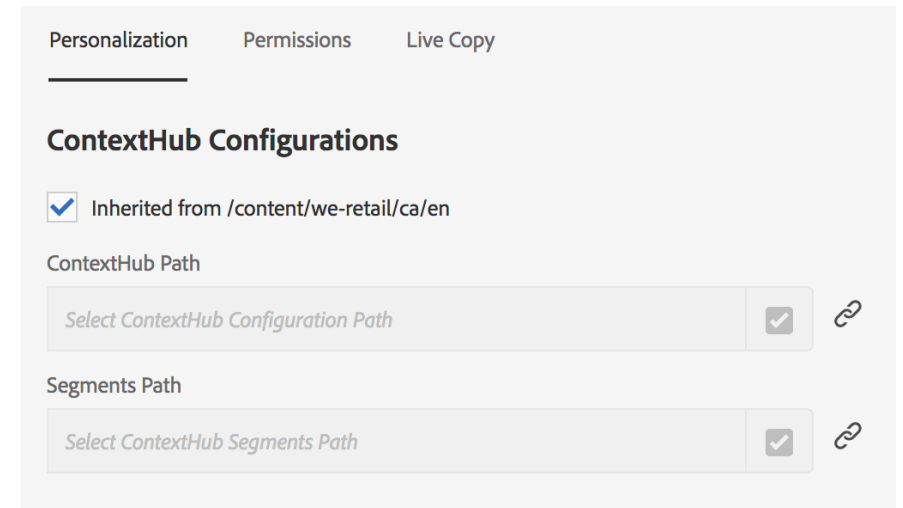 Personalization Permissions Live Copy
ContextHub Configurations
Inherited from /content/we-retail/ca/en
ContextHub Path
Select ContextHub Configuration Path
Segments Path
Select ContextHub Segments Path